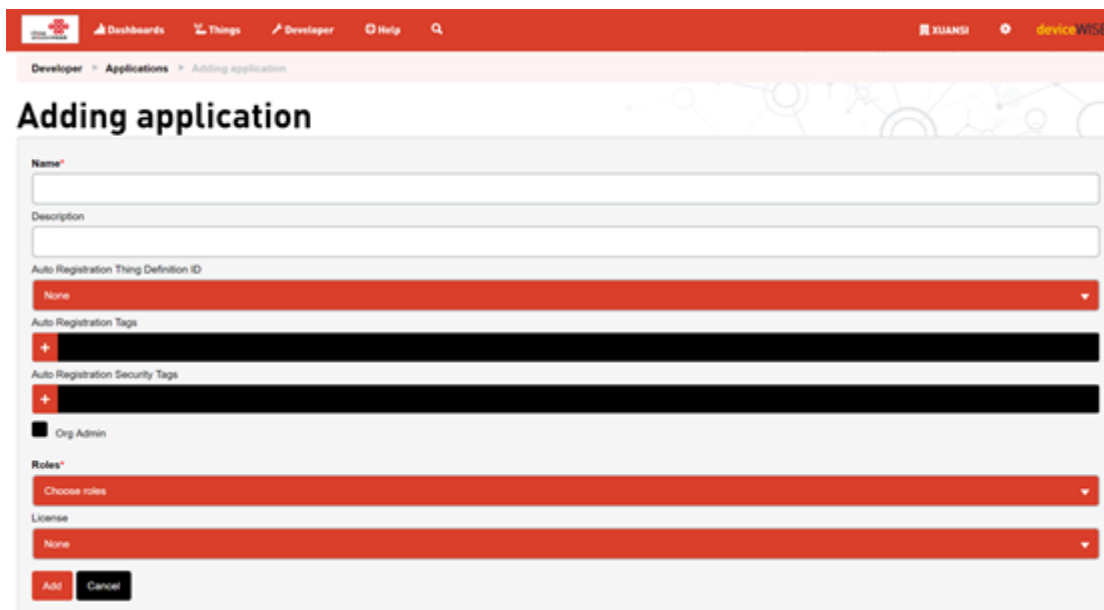 Dashboards Things Developer Help XUANSI deviceWISE
Developer Applications Adding application
Adding application
Name*
Description
Auto Registration Thing Definition ID
None
Auto Registration Tags
+
Auto Registration Security Tags
+
Org Admin
Roles*
Choose roles
License
None
Add Cancel